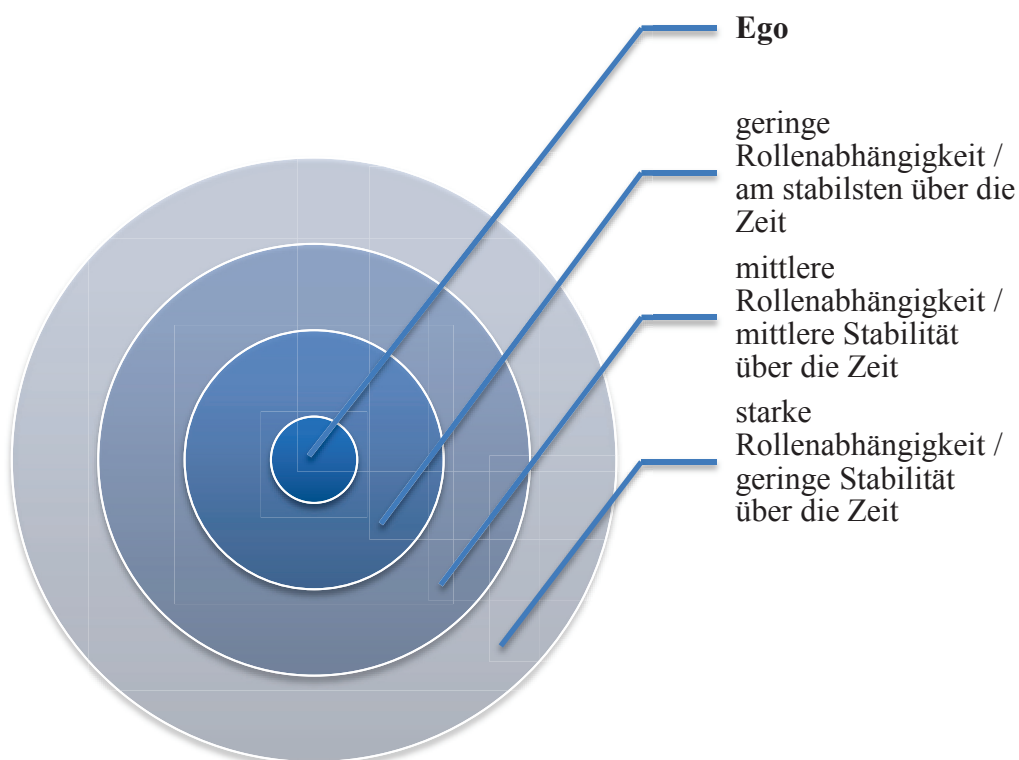 Ego
geringe
Rollenabhängigkeit /
am stabilsten über die
Zeit
mittlere
Rollenabhängigkeit /
mittlere Stabilität
über die Zeit
starke
Rollenabhängigkeit /
geringe Stabilität
über die Zeit